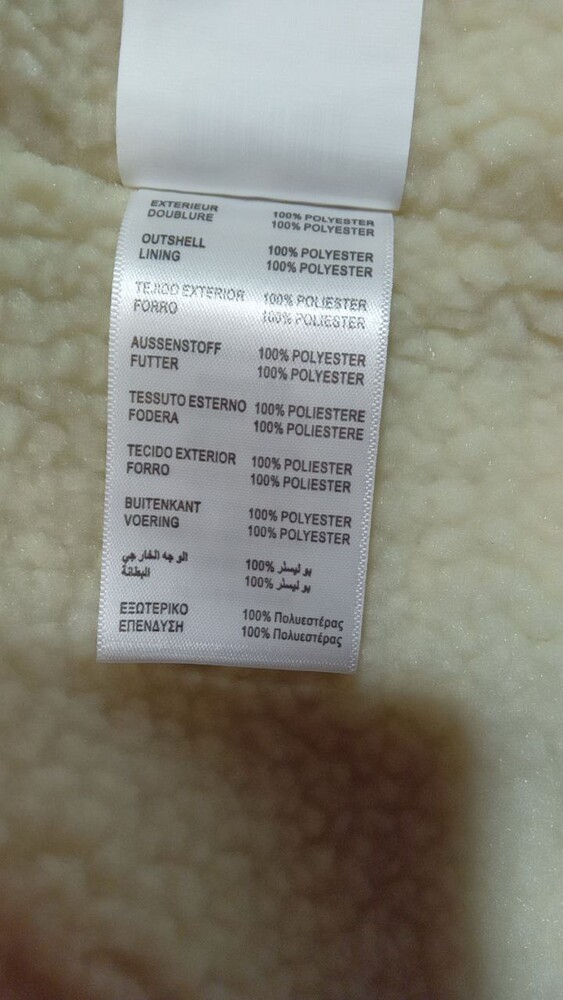 EXTERIEUR 100% POLYESTER
DOUBLURE 100% POLYESTER
OUTSHELL 100% POLYESTER
LINING 100% POLYESTER
TEJIDO EXTERIOR 100% POLIESTER
FORRO 100% POLIESTER
AUSSENSTOFF 100% POLYESTER
FUTTER 100% POLYESTER
TESSUTO ESTERNO 100% POLIESTERE
FODERA 100% POLIESTERE
TECIDO EXTERIOR 100% POLIESTER
FORRO 100% POLIESTER
BUITENKANT 100% POLYESTER
VOERING 100% POLYESTER
الوجه الخارجي 100% بوليستر
البطانة 100% بوليستر
ΕΞΩΤΕΡΙΚΟ 100% Πολυεστέρας
ΕΠΕΝΔΥΣΗ 100% Πολυεστέρας